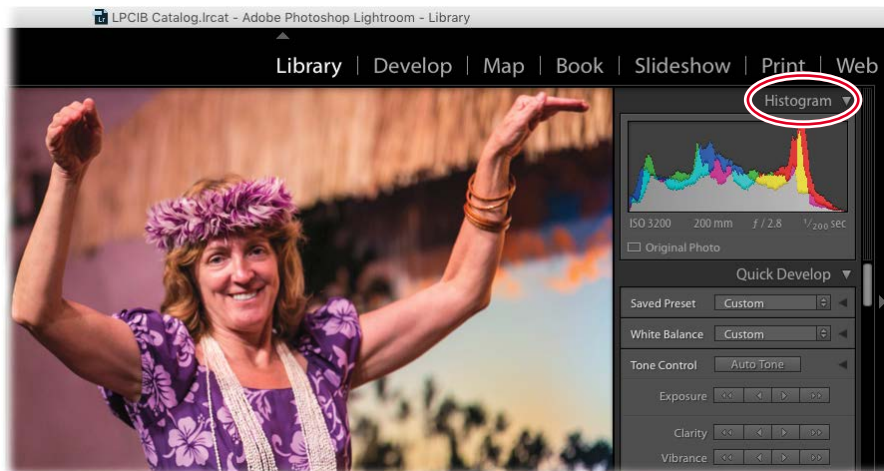 LPCIB Catalog.lrcat - Adobe Photoshop Lightroom - Library
Library | Develop | Map | Book | Slideshow | Print | Web
Histogram
ISO 3200 200 mm ƒ / 2.8 1/200 sec
Original Photo
Quick Develop
Saved Preset Custom
White Balance Custom
Tone Control Auto Tone
Exposure
Clarity
Vibrance